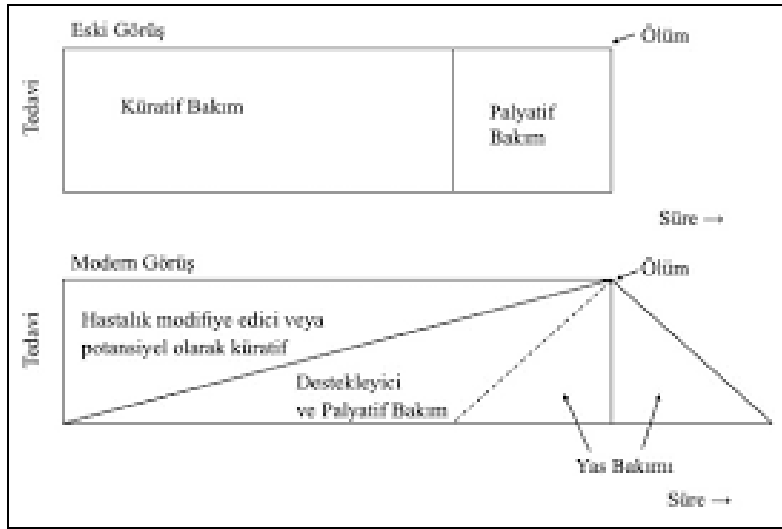 Eski Görüş
Ölüm
Tedavi
Küratif Bakım
Palyatif
Bakım
Süre →
Modern Görüş
Ölüm
Tedavi
Hastalık modifiye edici veya
potansiyel olarak küratif
Destekleyici
ve Palyatif Bakım
Yas Bakımı
Süre →